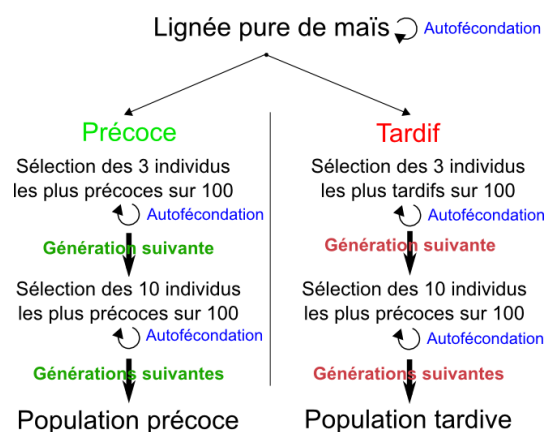 Lignée pure de maïs
Autofécondation
Précoce
Sélection des 3 individus
les plus précoces sur 100
Autofécondation
Génération suivante
Sélection des 10 individus
les plus précoces sur 100
Autofécondation
Générations suivantes
Population précoce
Tardif
Sélection des 3 individus
les plus tardifs sur 100
Autofécondation
Génération suivante
Sélection des 10 individus
les plus précoces sur 100
Autofécondation
Générations suivantes
Population tardive